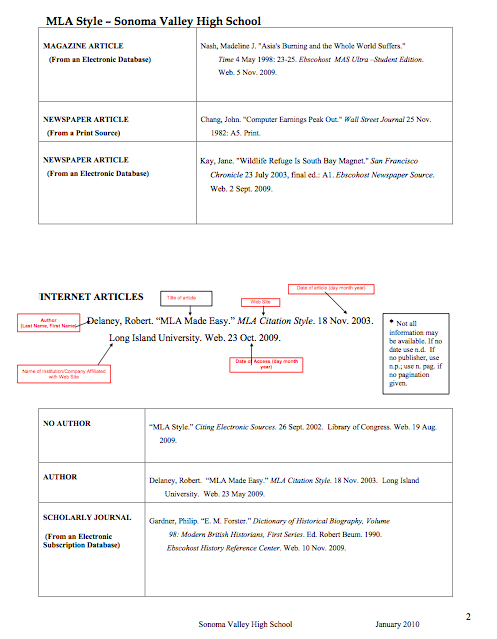 MLA Style – Sonoma Valley High School
MAGAZINE ARTICLE
(From an Electronic Database)
Nash, Madeline J. "Asia's Burning and the Whole World Suffers."
Time 4 May 1998: 23-25. Ebscohost MAS Ultra –Student Edition.
Web. 5 Nov. 2009.
NEWSPAPER ARTICLE
(From a Print Source)
Chang, John. "Computer Earnings Peak Out." Wall Street Journal 25 Nov.
1982: A5. Print.
NEWSPAPER ARTICLE
(From an Electronic Database)
Kay, Jane. "Wildlife Refuge Is South Bay Magnet." San Francisco
Chronicle 23 July 2003, final ed.: A1. Ebscohost Newspaper Source.
Web. 2 Sept. 2009.
INTERNET ARTICLES
Title of article
Web Site
Date of article (day month year)
Author
(Last Name, First Name)
Delaney, Robert. “MLA Made Easy.” MLA Citation Style. 18 Nov. 2003.
Long Island University. Web. 23 Oct. 2009.
Name of Institution/Company Affiliated
with Web Site
Date of Access (day month
year)
* Not all
information may
be available. If no
date use n.d. If
no publisher, use
n.p.; use n. pag. if
no pagination
given.
NO AUTHOR
“MLA Style.” Citing Electronic Sources. 26 Sept. 2002. Library of Congress. Web. 19 Aug.
2009.
AUTHOR
Delaney, Robert. “MLA Made Easy.” MLA Citation Style. 18 Nov. 2003. Long Island
University. Web. 23 May 2009.
SCHOLARLY JOURNAL
(From an Electronic
Subscription Database)
Gardner, Philip. “E. M. Forster.” Dictionary of Historical Biography, Volume
98: Modern British Historians, First Series. Ed. Robert Beum. 1990.
Ebscohost History Reference Center. Web. 10 Nov. 2009.
2
Sonoma Valley High School January 2010